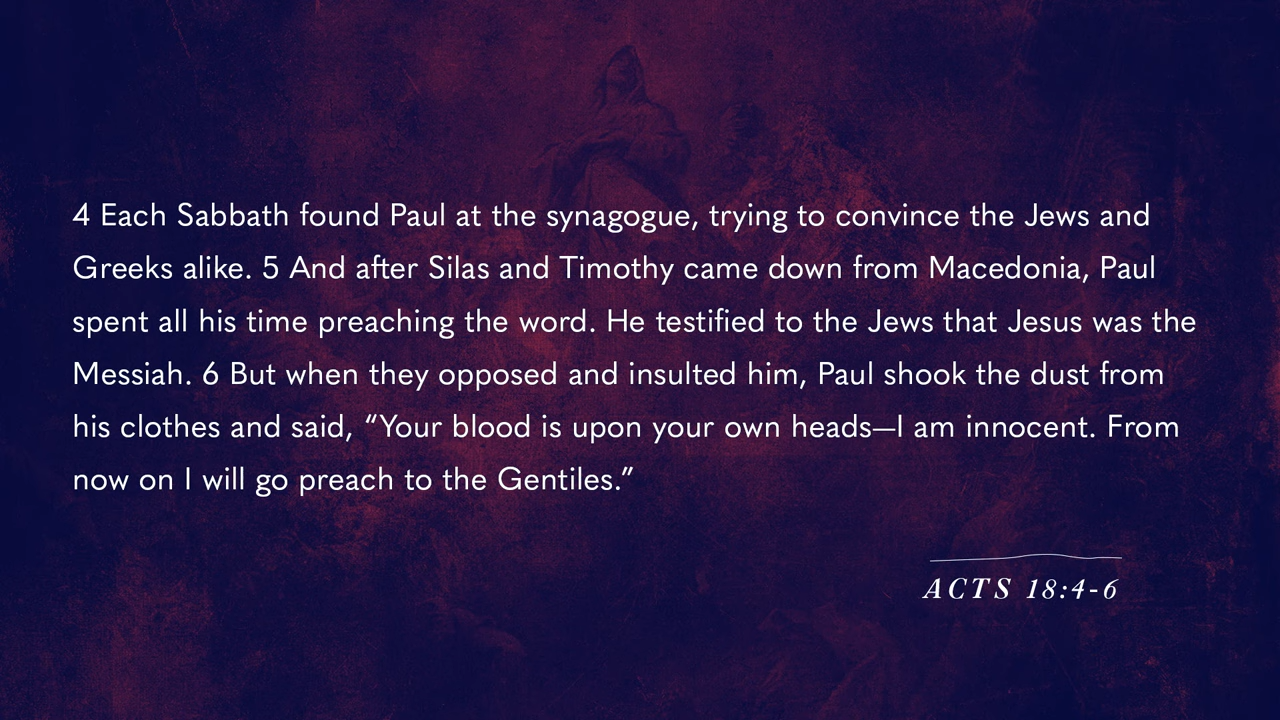 4 Each Sabbath found Paul at the synagogue, trying to convince the Jews and
Greeks alike. 5 And after Silas and Timothy came down from Macedonia, Paul
spent all his time preaching the word. He testified to the Jews that Jesus was the
Messiah. 6 But when they opposed and insulted him, Paul shook the dust from
his clothes and said, “Your blood is upon your own heads—I am innocent. From
now on I will go preach to the Gentiles.”
ACTS 18:4-6